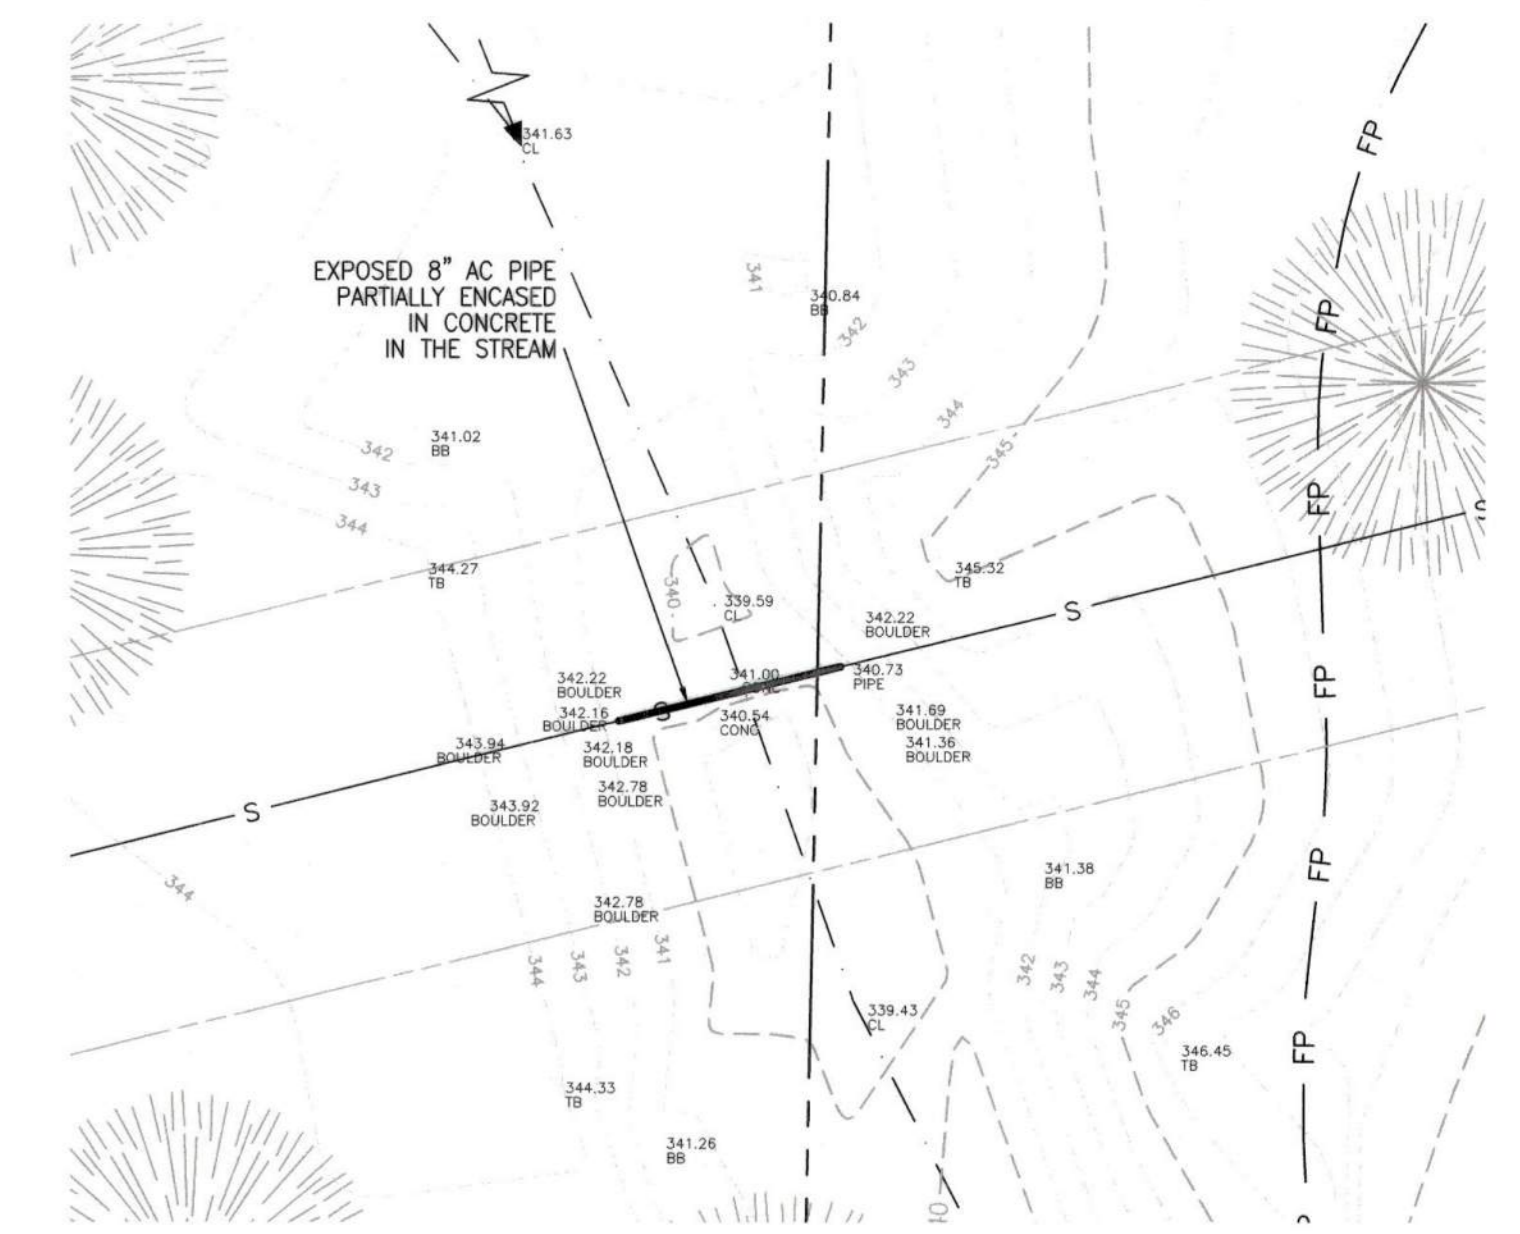 341.63
CL
FP
EXPOSED 8" AC PIPE
PARTIALLY ENCASED
IN CONCRETE
IN THE STREAM
341
340.84
BB
342
FP
343
344
341.02
BB
342
345
343
FP
344
S
344.27
TB
345.32
TB
340
339.59
CL
342.22
BOULDER
S
342.22
BOULDER
341.00
CONC
340.73
PIPE
FP
342.16
BOULDER
S
340.54
CONC
341.69
BOULDER
343.94
BOULDER
342.18
BOULDER
341.36
BOULDER
342.78
BOULDER
343.92
BOULDER
S
341.38
BB
FP
344
342.78
BOULDER
344
343
342
341
342
343
344
345
346
339.43
CL
346.45
TB
FP
344.33
TB
341.26
BB